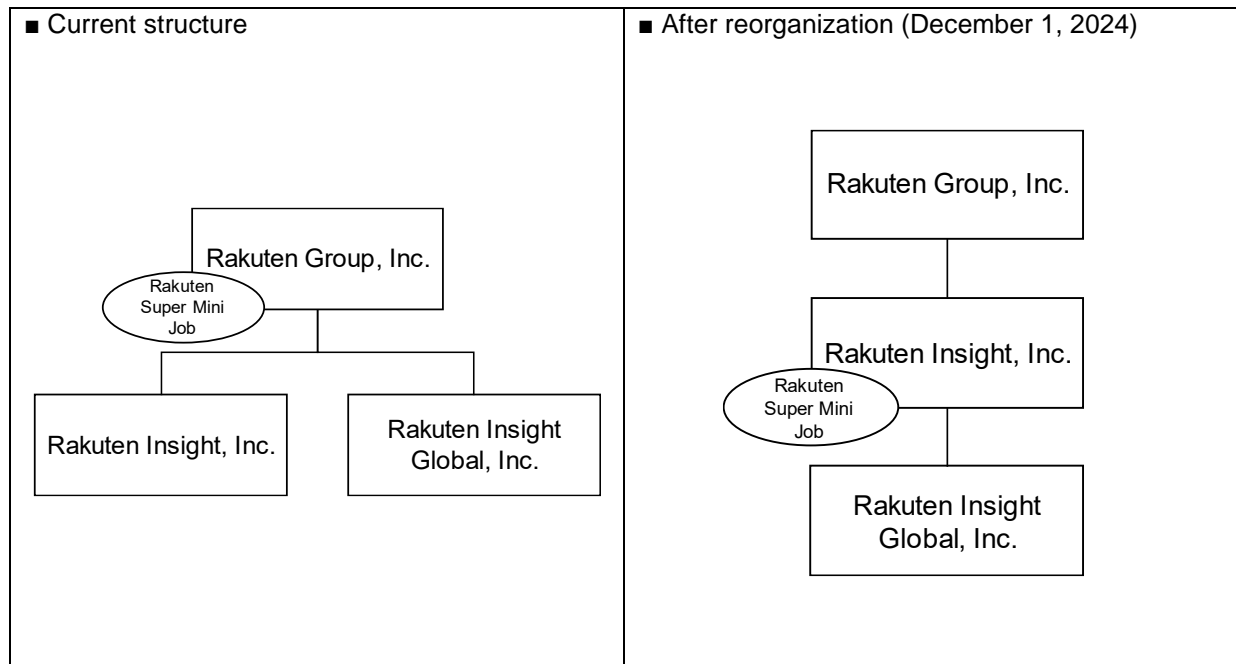 ■ Current structure
Rakuten Group, Inc.
Rakuten
Super Mini
Job
Rakuten Insight, Inc.
Rakuten Insight
Global, Inc.
■ After reorganization (December 1, 2024)
Rakuten Group, Inc.
Rakuten Insight, Inc.
Rakuten
Super Mini
Job
Rakuten Insight
Global, Inc.